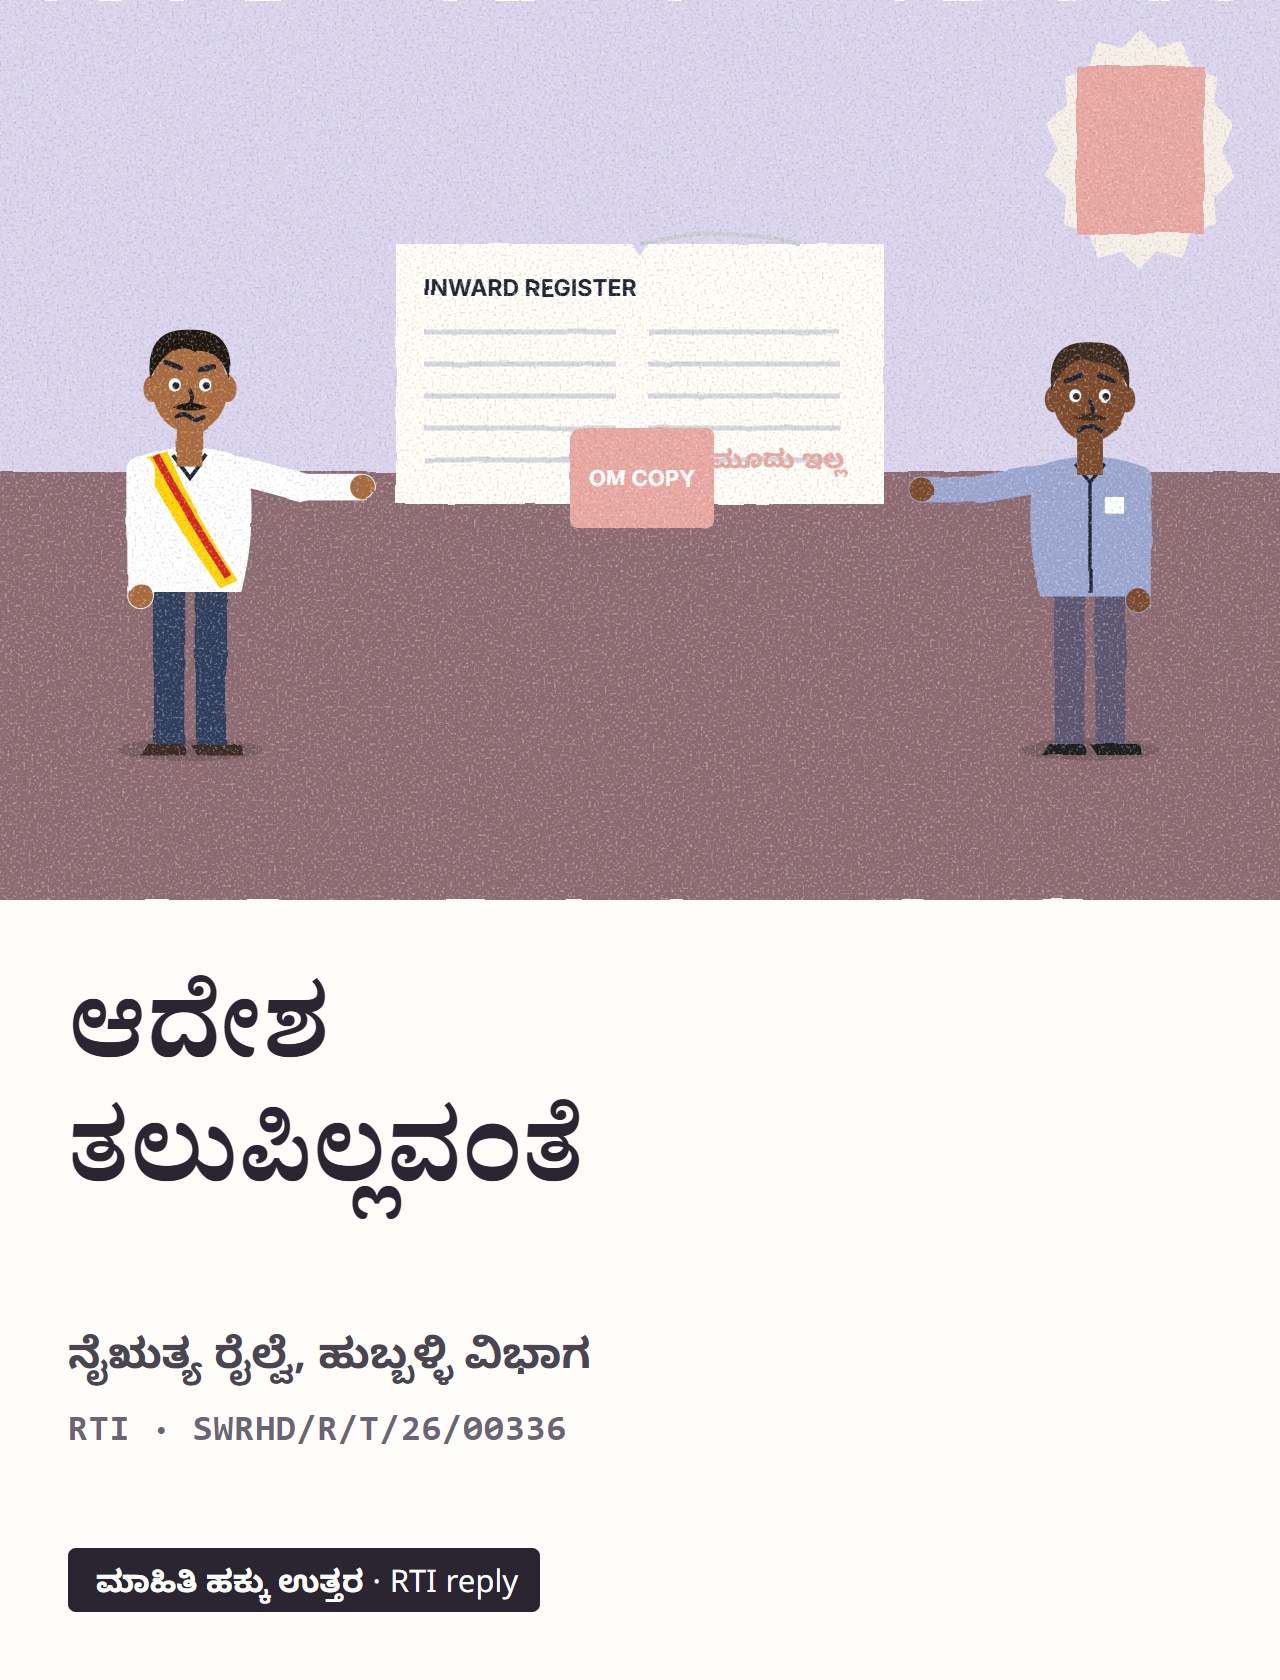 INWARD REGISTER
OM COPY
ಇಲ್ಲ
ಆದೇಶ
ತಲುಪಿಲ್ಲವಂತೆ
ನೈಋತ್ಯ ರೈಲ್ವೆ, ಹುಬ್ಬಳ್ಳಿ ವಿಭಾಗ
RTI · SWRHD/R/T/26/00336
ಮಾಹಿತಿ ಹಕ್ಕು ಉತ್ತರ · RTI reply